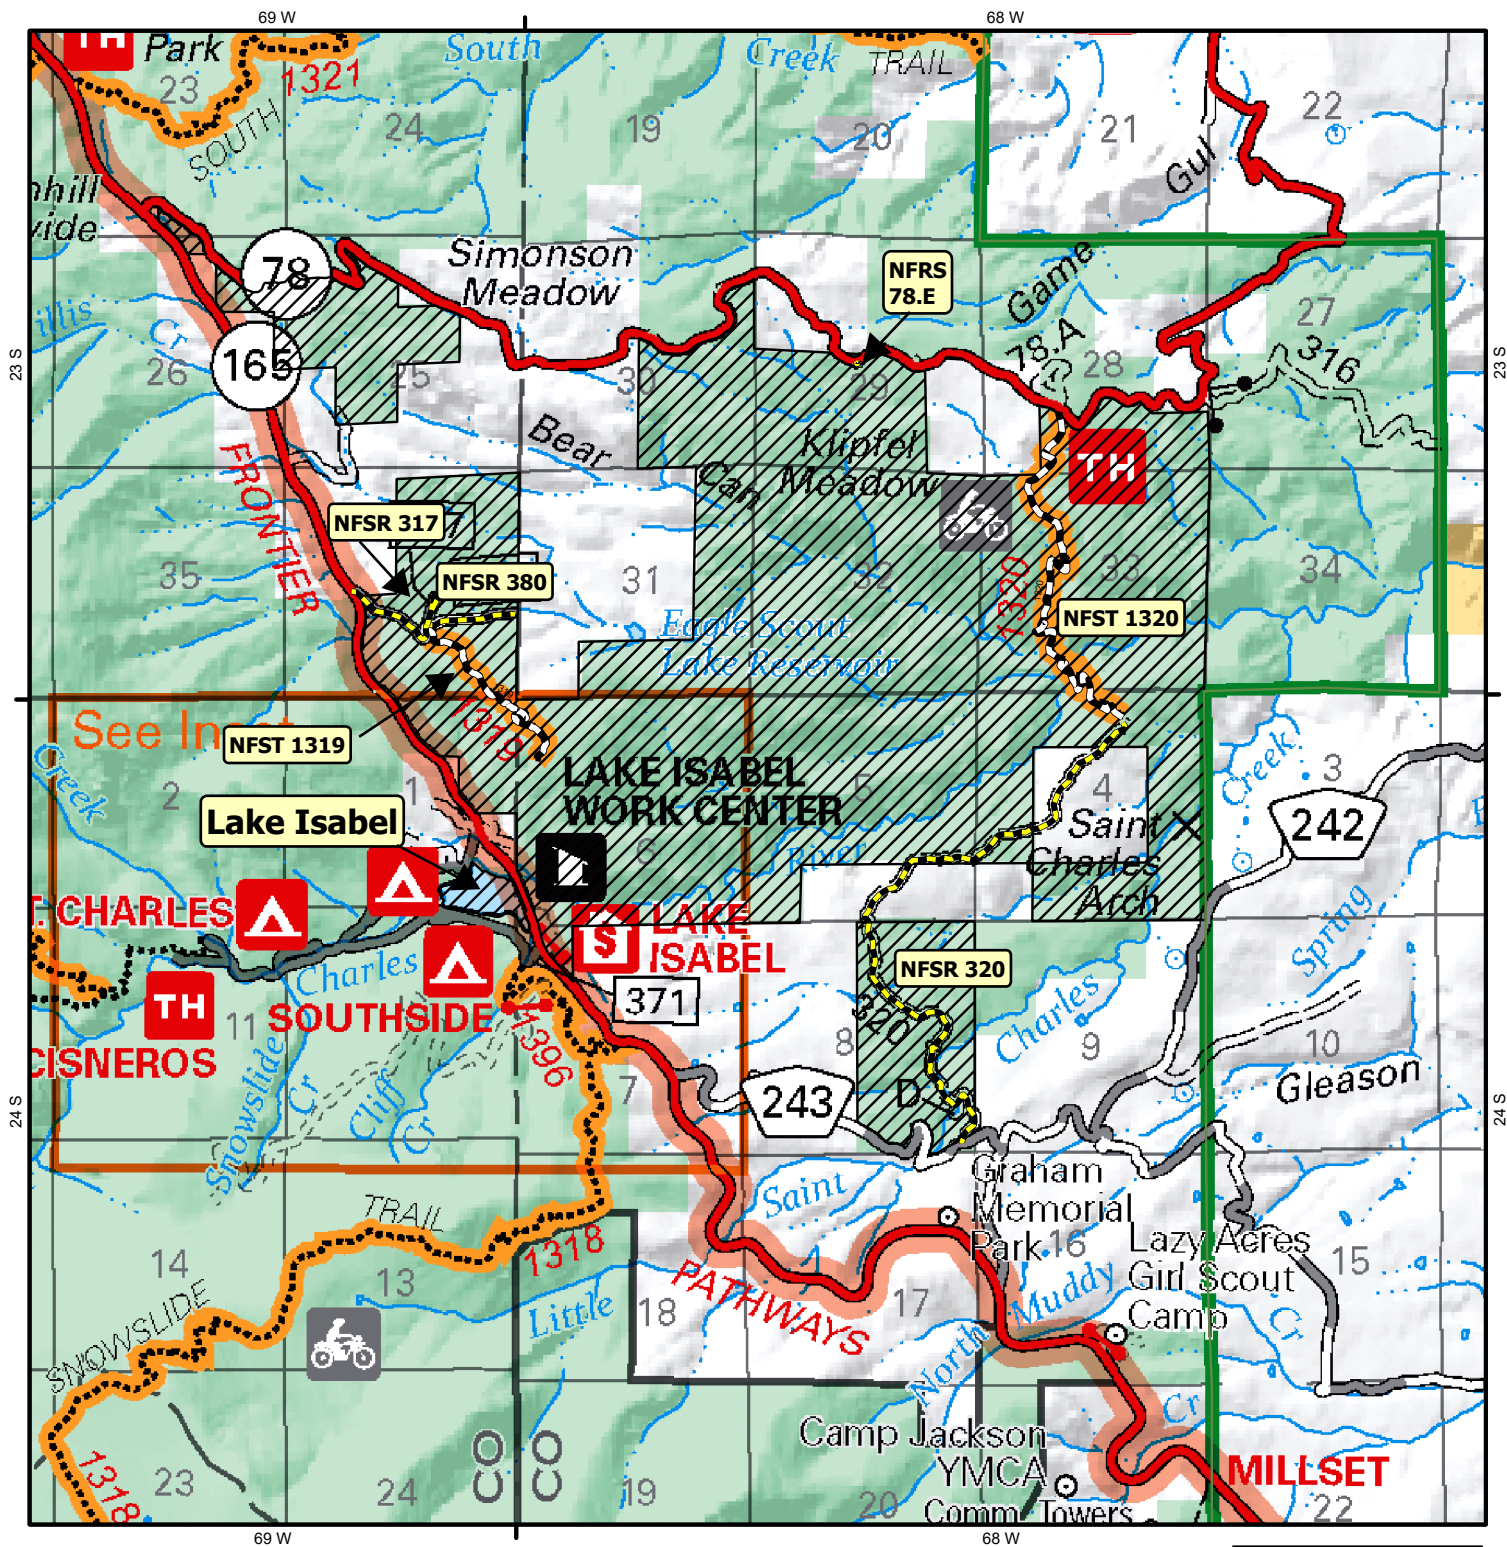 69 W
68 W
TH
Park
23
1321
South
Creek
TRAIL
SOUTH
24
19
20
21
22
Gul
nhill
vide
78
Simonson
Meadow
NFRS
78.E
Game
78.A
28
27
316
illis
Cr
165
26
25
30
29
23 S
23 S
Bear
Can
Klipfel
Meadow
TH
FRONTIER
NFSR 317
NFSR 380
35
31
32
33
34
1320
NFST 1320
Eagle Scout
Lake Reservoir
See In
1319
NFST 1319
LAKE ISABEL
WORK CENTER
Creek
2
1
5
4
3
6
Lake Isabel
River
Saint
Charles
Arch
Creek
242
T. CHARLES
$
LAKE
ISABEL
Spring
NFSR 320
Charles
TH
SOUTHSIDE
371
11
CISNEROS
1396
320
8
Charles
9
10
Gleason
Snowslide
Cr
Cliff
Cr
7
243
D
24 S
24 S
Saint
Graham
Memorial
Park
16
TRAIL
1318
14
13
Little
18
PATHWAYS
17
Lazy Acres
Girl Scout
Camp
15
Cr
North
Muddy
Cr
SNOWSLIDE
1318
23
24
CO
CO
19
20
Camp Jackson
YMCA
Comm Towers
MILLSET
22
69 W
68 W